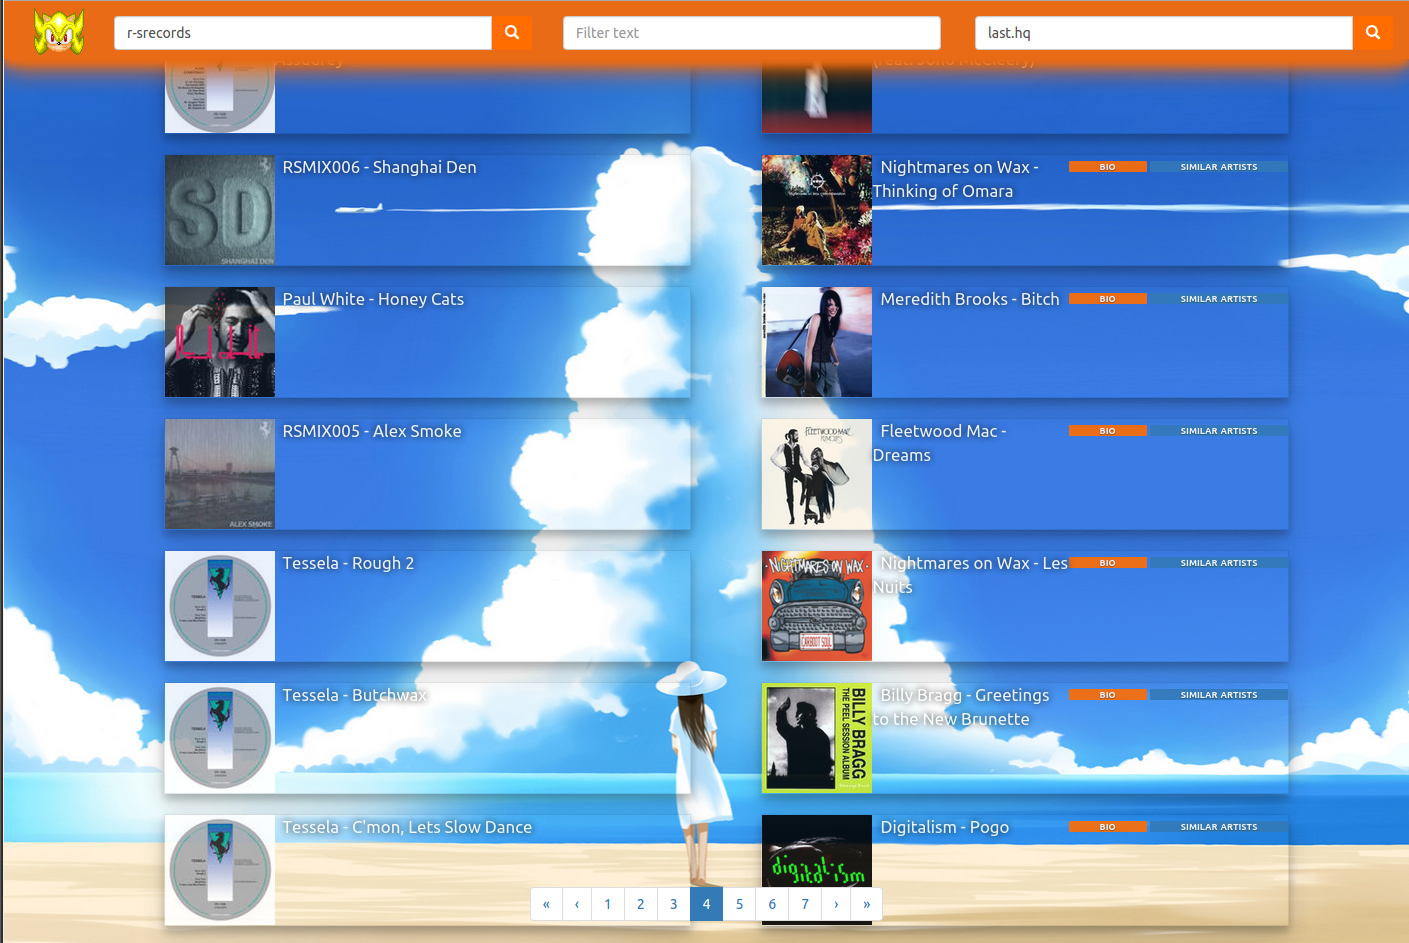 r-srecords
Filter text
last.hq
Assudrey
(feat. Jono McCleery)
RSMIX006 - Shanghai Den
SD
SHANGHAI DEN
Nightmares on Wax -
Thinking of Omara
BIO
SIMILAR ARTISTS
Paul White - Honey Cats
Meredith Brooks - Bitch
BIO
SIMILAR ARTISTS
RSMIX005 - Alex Smoke
ALEX SMOKE
FLEETWOOD MAC
RUMOURS
Fleetwood Mac -
Dreams
BIO
SIMILAR ARTISTS
TESSELA
Tessela - Rough 2
NIGHTMARES ON WAX
CARBOOT SOUL
Nightmares on Wax - Les
Nuits
BIO
SIMILAR ARTISTS
TESSELA
Tessela - Butchwax
BILLY BRAGG
THE PEEL SESSION ALBUM
Billy Bragg - Greetings
to the New Brunette
BIO
SIMILAR ARTISTS
TESSELA
Tessela - C'mon, Lets Slow Dance
digitalism
Digitalism - Pogo
BIO
SIMILAR ARTISTS
« ‹ 1 2 3 4 5 6 7 › »